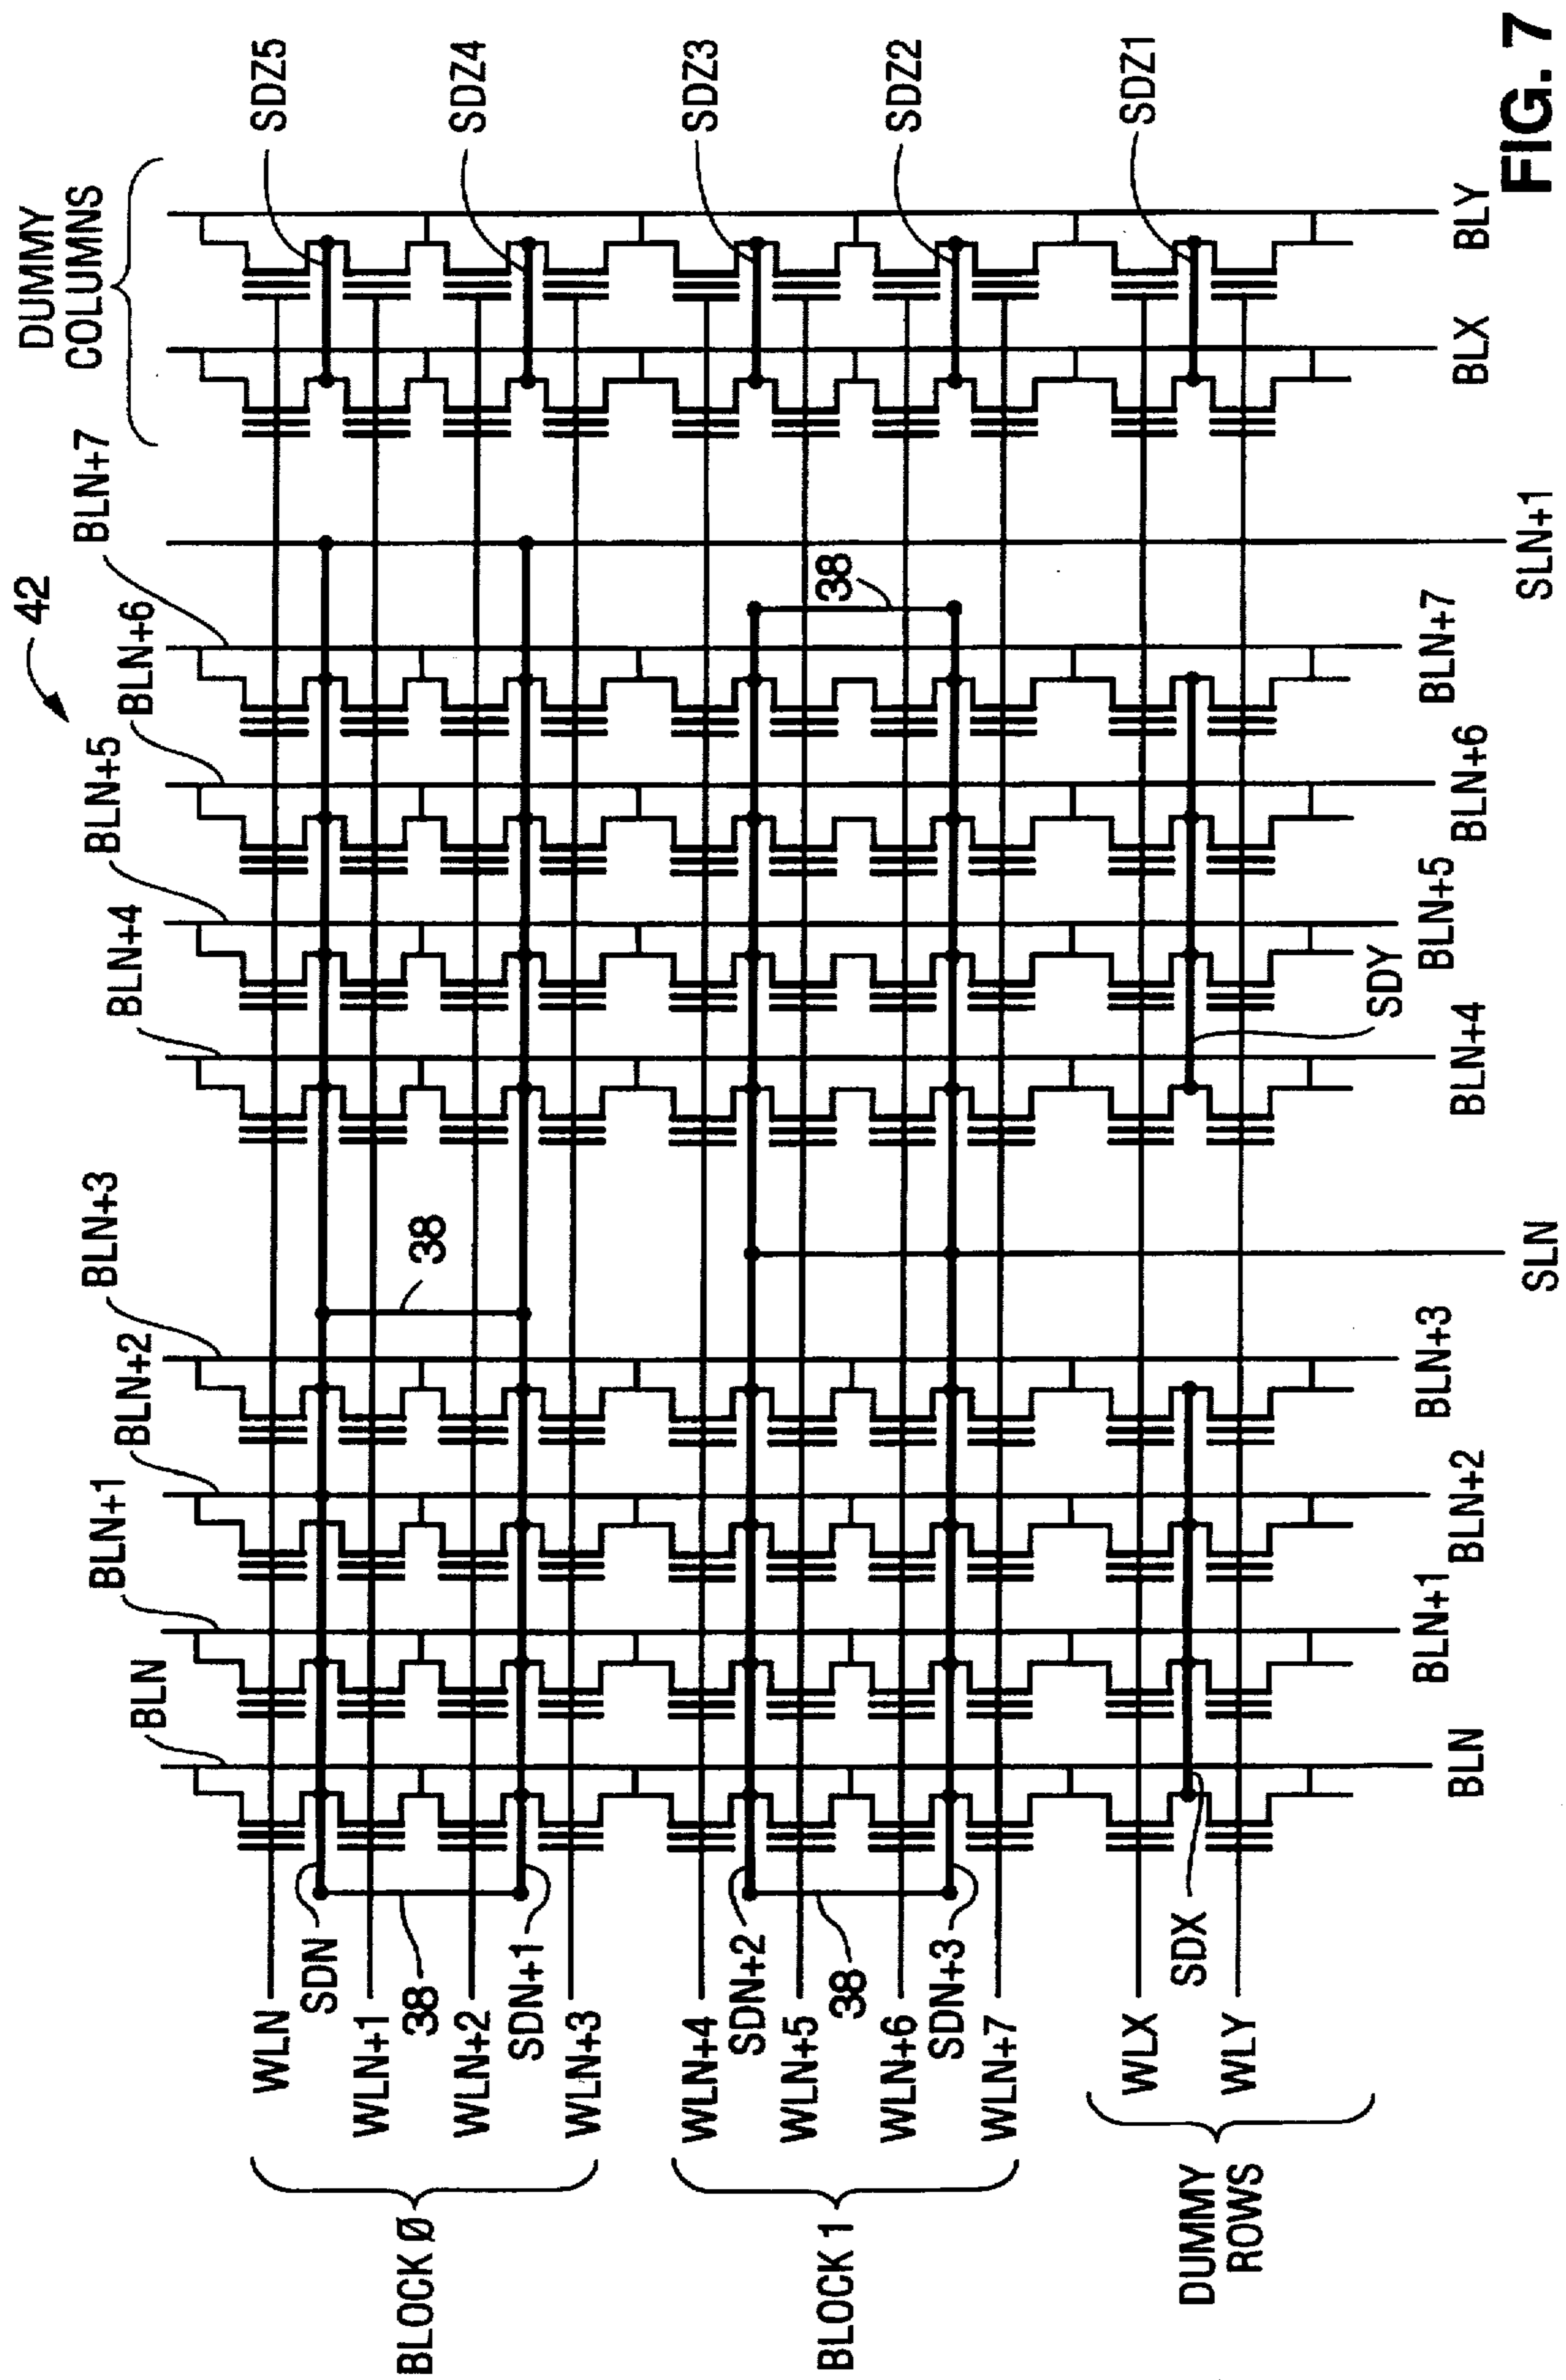 DUMMY
COLUMNS
SDZ5
SDZ4
SDZ3
SDZ2
SDZ1
42
BLN
BLN+1
BLN+2
BLN+3
BLN+4
BLN+5
BLN+6
BLN+7
BLOCK Ø
WLN
SDN
WLN+1
38
WLN+2
SDN+1
WLN+3
38
BLOCK 1
WLN+4
SDN+2
WLN+5
38
WLN+6
SDN+3
WLN+7
38
DUMMY
ROWS
WLX
SDX
WLY
SDY
BLN
BLN+1
BLN+2
BLN+3
SLN
BLN+4
BLN+5
BLN+6
BLN+7
SLN+1
BLX
BLY
FIG. 7